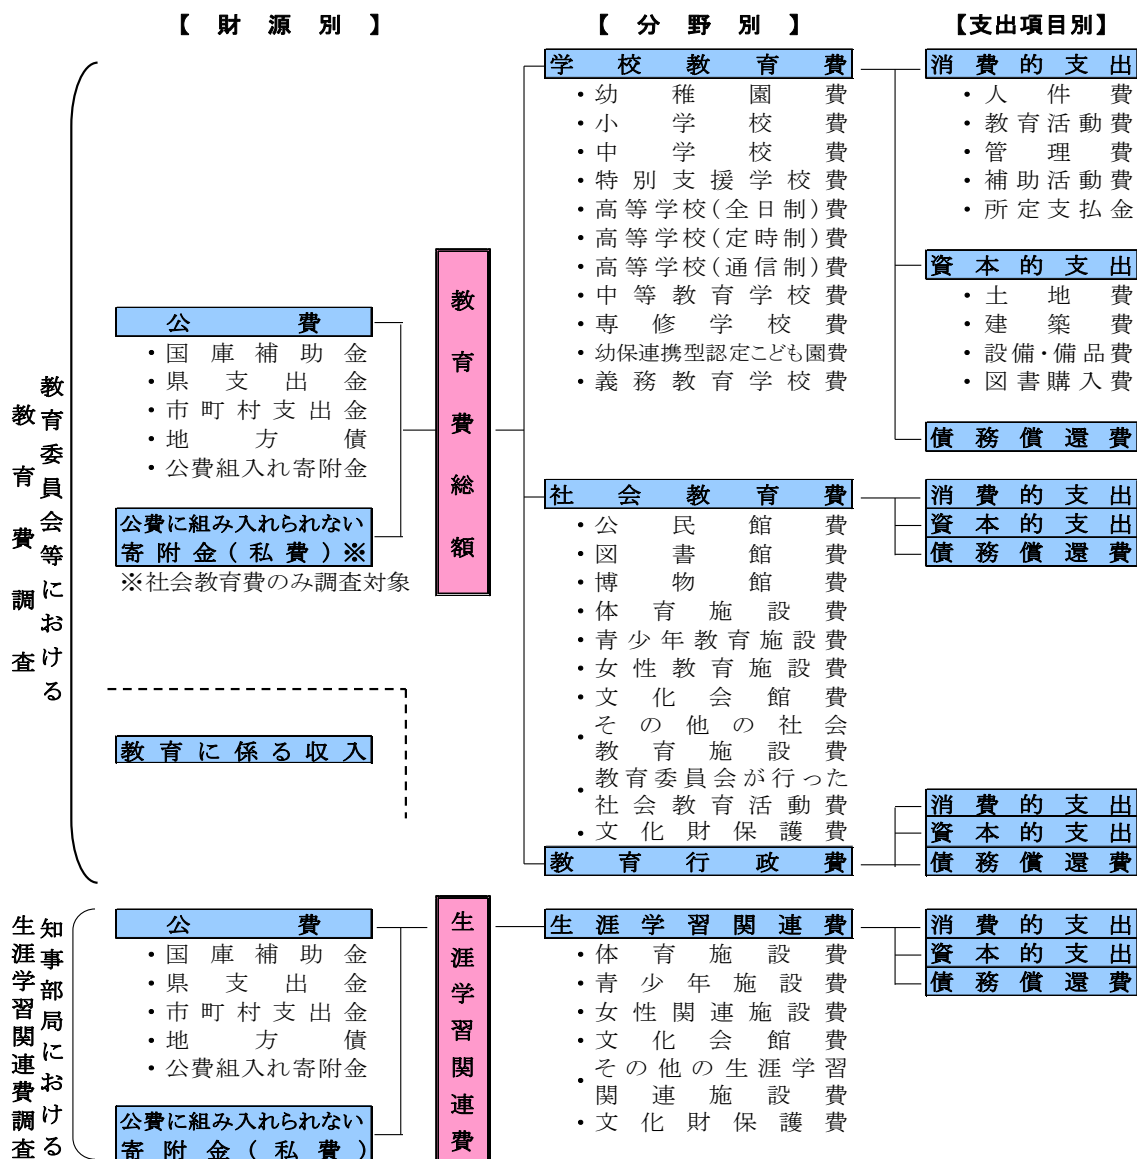 【財源別】
【分野別】
【支出項目別】
教育委員会等における
教育費調査
公費
・国庫補助金
・県支出金
・市町村支出金
・地方債
・公費組入れ寄附金
公費に組み入れられない
寄附金(私費)※
※社会教育費のみ調査対象
教育に係る収入
教育費総額
学校教育費
・幼稚園費
・小学校費
・中学校費
・特別支援学校費
・高等学校(全日制)費
・高等学校(定時制)費
・高等学校(通信制)費
・中等教育学校費
・専修学校費
・幼保連携型認定こども園費
・義務教育学校費
消費的支出
・人件費
・教育活動費
・管理費
・補助活動費
・所定支払金
資本的支出
・土地費
・建築費
・設備・備品費
・図書購入費
債務償還費
社会教育費
・公民館費
・図書館費
・博物館費
・体育施設費
・青少年教育施設費
・女性教育施設費
・文化会館費
・その他の社会
教育施設費
・教育委員会が行った
社会教育活動費
・文化財保護費
消費的支出
資本的支出
債務償還費
教育行政費
消費的支出
資本的支出
債務償還費
知事部局における
生涯学習関連費調査
公費
・国庫補助金
・県支出金
・市町村支出金
・地方債
・公費組入れ寄附金
公費に組み入れられない
寄附金(私費)
生涯学習関連費
生涯学習関連費
・体育施設費
・青少年施設費
・女性関連施設費
・文化会館費
・その他の生涯学習
関連施設費
・文化財保護費
消費的支出
資本的支出
債務償還費